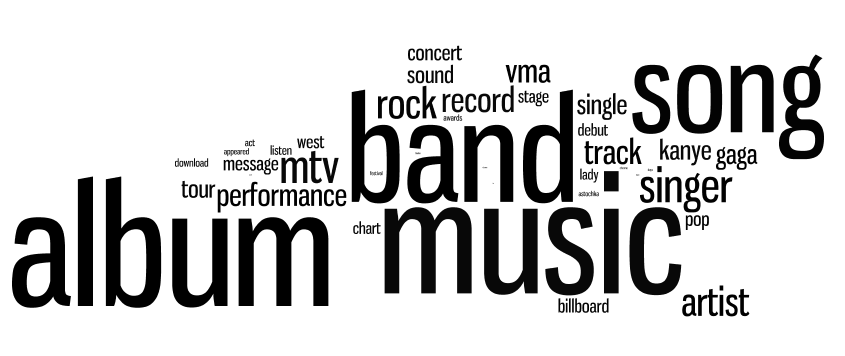 concert
sound
vma
song
rock
record
stage
single
awards
band
debut
act
west
appeared
listen
track
kanye
gaga
download
message
mtv
festival
lady
singer
tour
performance
astochka
album
music
pop
chart
billboard
artist